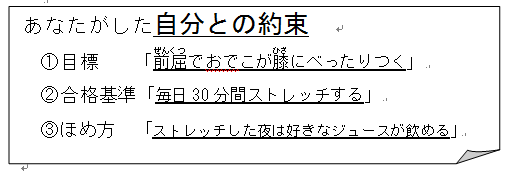 あなたがした自分との約束
①目標 「前屈でおでこが膝にべったりつく」
②合格基準「毎日30分間ストレッチする」
③ほめ方 「ストレッチした夜は好きなジュースが飲める」